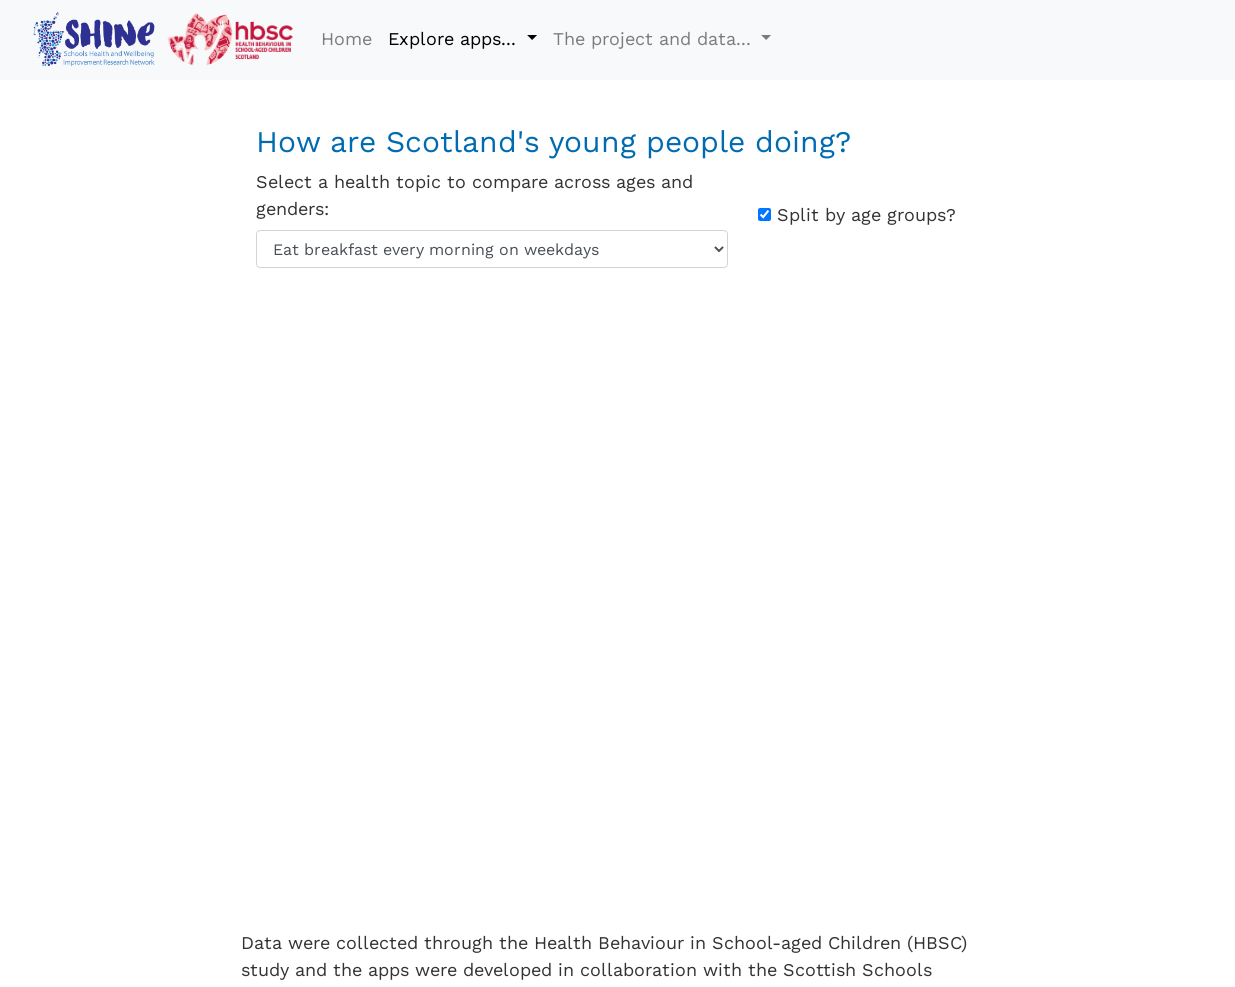 SHINE
Schools Health and Wellbeing
Improvement Research Network
hbsc
HEALTH BEHAVIOUR IN
SCHOOL-AGED CHILDREN
SCOTLAND
Home
Explore apps...
The project and data...
How are Scotland's young people doing?
Select a health topic to compare across ages and
genders:
Split by age groups?
Eat breakfast every morning on weekdays
Data were collected through the Health Behaviour in School-aged Children (HBSC)
study and the apps were developed in collaboration with the Scottish Schools